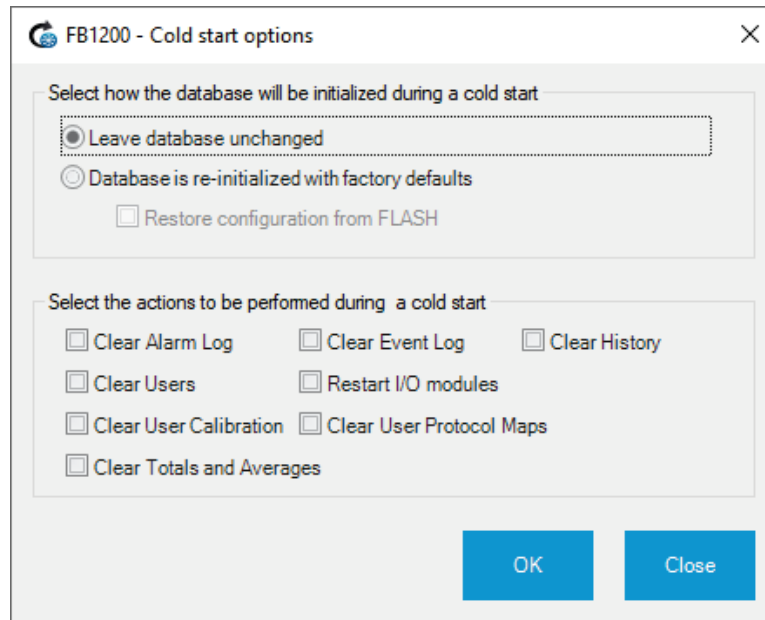 FB1200 - Cold start options
Select how the database will be initialized during a cold start
Leave database unchanged
Database is re-initialized with factory defaults
Restore configuration from FLASH
Select the actions to be performed during  a cold start
Clear Alarm Log Clear Event Log Clear History
Clear Users Restart I/O modules
Clear User Calibration Clear User Protocol Maps
Clear Totals and Averages
OK Close